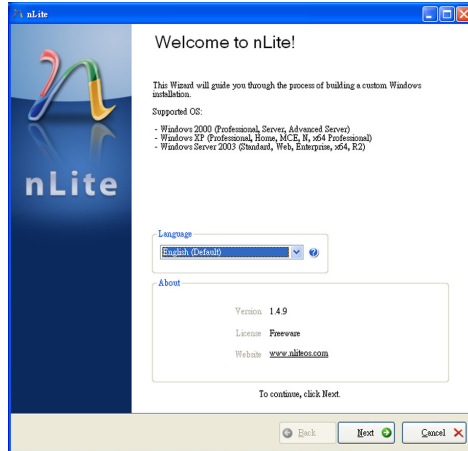 nLite
Welcome to nLite!
This Wizard will guide you through the process of building a custom Windows
installation.
Supported OS:
- Windows 2000 (Professional, Server, Advanced Server)
- Windows XP (Professional, Home, MCE, N, x64 Professional)
- Windows Server 2003 (Standard, Web, Enterprise, x64, R2)
nLite
Language
English (Default)
About
Version 1.4.9
License Freeware
Website www.nliteos.com
To continue, click Next.
Back Next Cancel